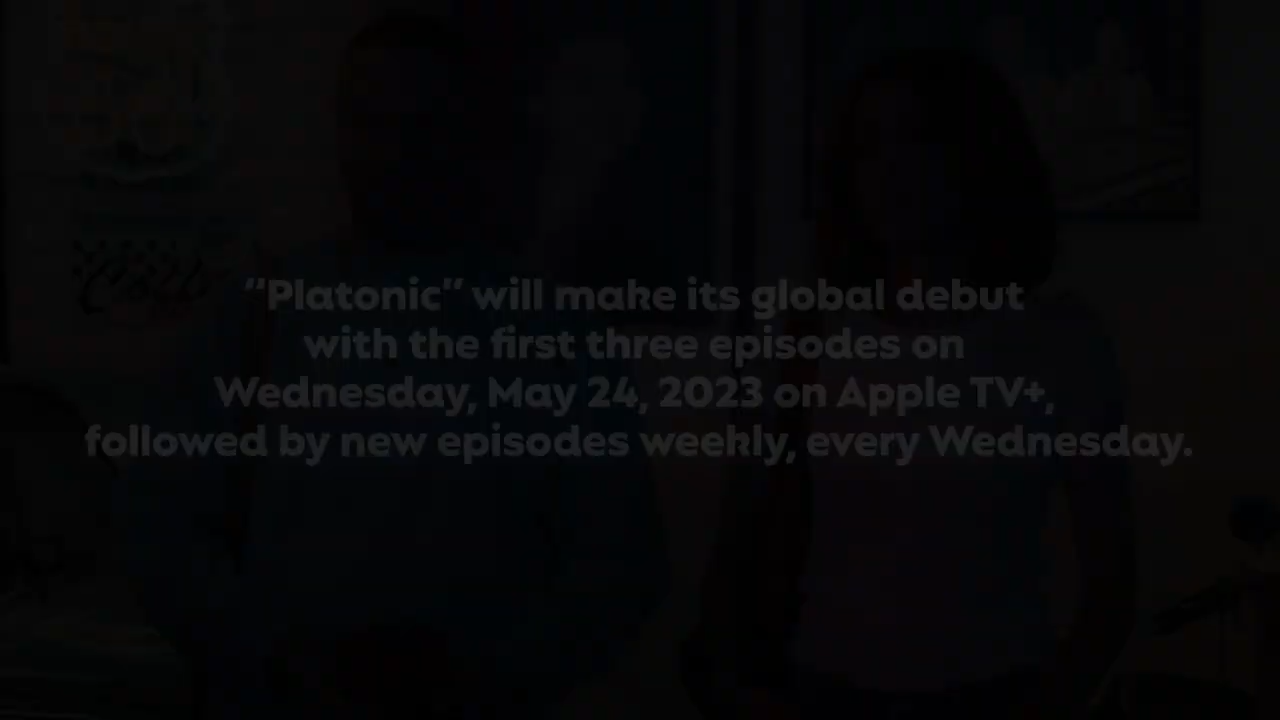 “Platonic” will make its global debut
with the first three episodes on
Wednesday, May 24, 2023 on Apple TV+,
followed by new episodes weekly, every Wednesday.